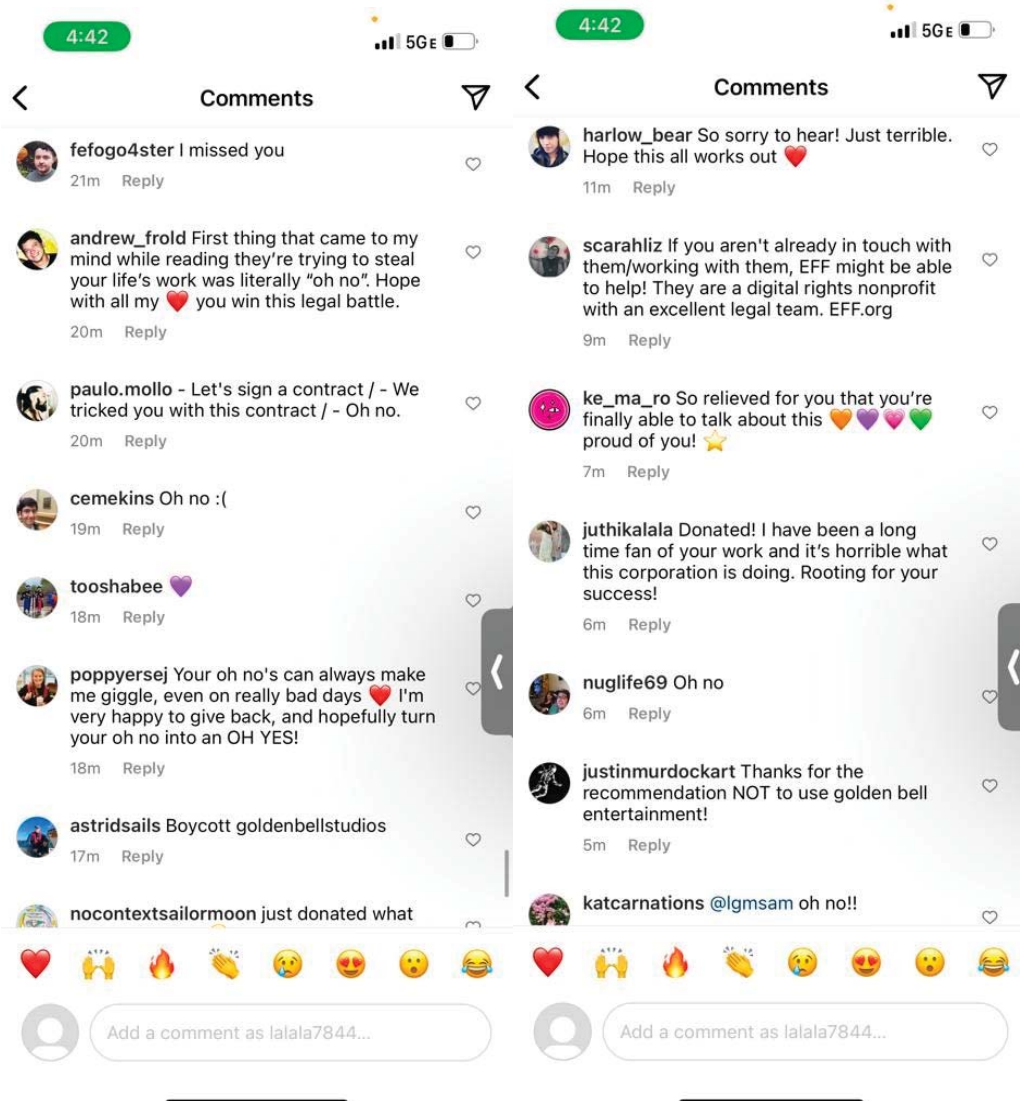 4:42
5GE
Comments
fefogo4ster I missed you
21m Reply
andrew_frold First thing that came to my
mind while reading they're trying to steal
your life's work was literally "oh no". Hope
with all my ❤️ you win this legal battle.
20m Reply
paulo.mollo - Let's sign a contract / - We
tricked you with this contract / - Oh no.
20m Reply
cemekins Oh no :(
19m Reply
tooshabee 💜
18m Reply
poppyersej Your oh no's can always make
me giggle, even on really bad days ❤️ I'm
very happy to give back, and hopefully turn
your oh no into an OH YES!
18m Reply
astridsails Boycott goldenbellstudios
17m Reply
nocontextsailormoon just donated what
Add a comment as lalala7844...
4:42
5GE
Comments
harlow_bear So sorry to hear! Just terrible.
Hope this all works out ❤️
11m Reply
scarahliz If you aren't already in touch with
them/working with them, EFF might be able
to help! They are a digital rights nonprofit
with an excellent legal team. EFF.org
9m Reply
ke_ma_ro So relieved for you that you're
finally able to talk about this 🧡💜💗💚
proud of you! ⭐
7m Reply
juthikalala Donated! I have been a long
time fan of your work and it's horrible what
this corporation is doing. Rooting for your
success!
6m Reply
nuglife69 Oh no
6m Reply
justinmurdockart Thanks for the
recommendation NOT to use golden bell
entertainment!
5m Reply
katcarnations @lgmsam oh no!!
Add a comment as lalala7844...